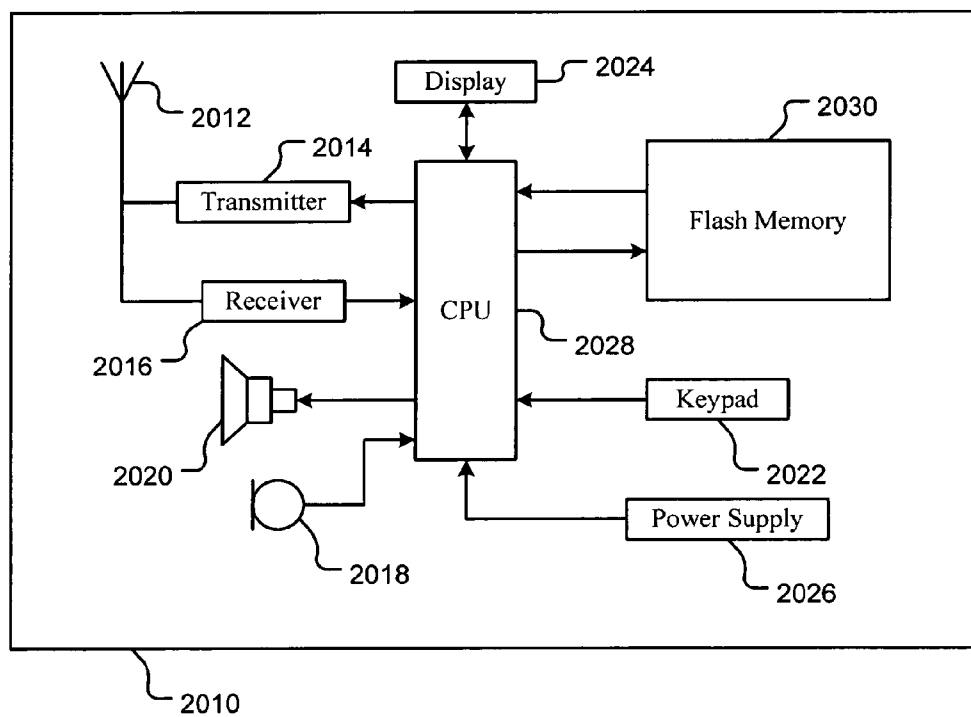 Display
2024
2012
2014
2030
Transmitter
Flash Memory
Receiver
CPU
2016
2028
Keypad
2020
2022
Power Supply
2018
2026
2010